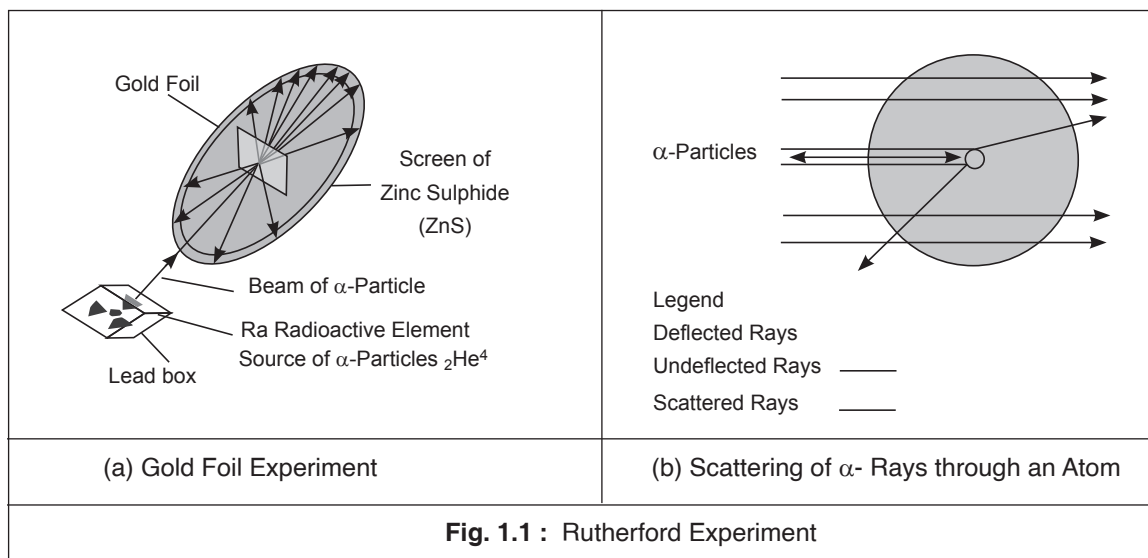 Gold Foil
Screen of
Zinc Sulphide
(ZnS)
Beam of α-Particle
Ra Radioactive Element
Source of α-Particles ₂He⁴
Lead box
α-Particles
Legend
Deflected Rays
Undeflected Rays
Scattered Rays
(a) Gold Foil Experiment
(b) Scattering of α- Rays through an Atom
Fig. 1.1 : Rutherford Experiment